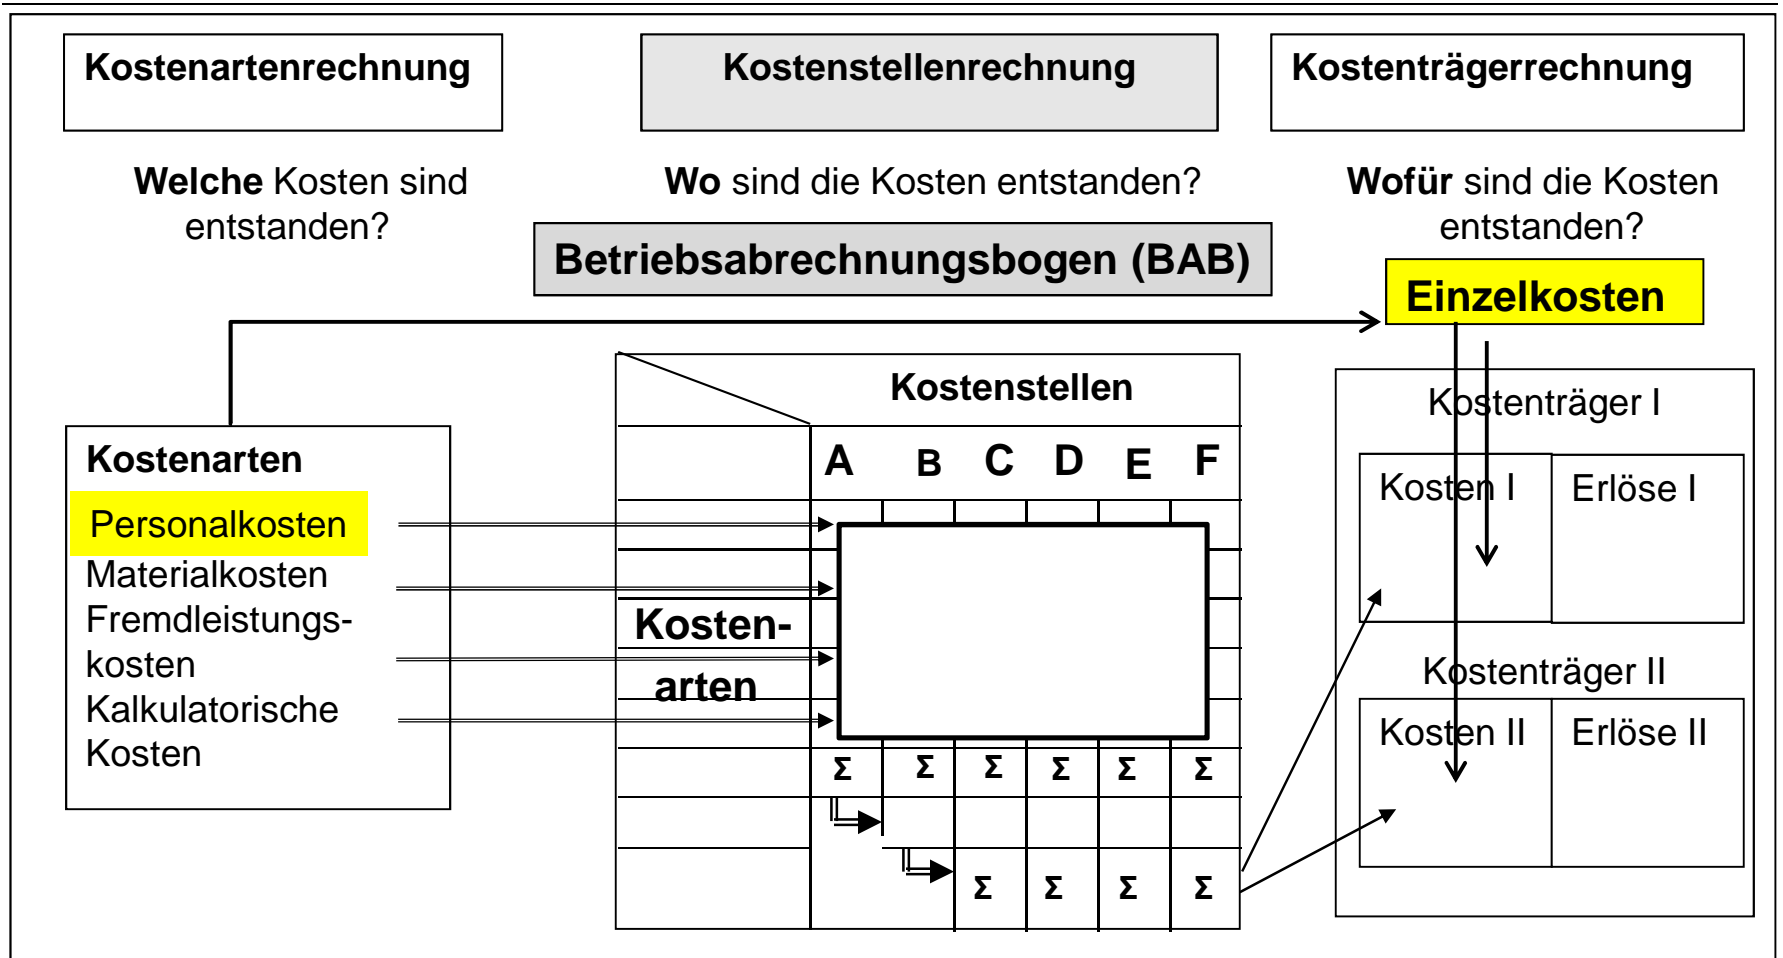 Kostenartenrechnung
Kostenstellenrechnung
Kostenträgerrechnung
Welche Kosten sind
entstanden?
Wo sind die Kosten entstanden?
Wofür sind die Kosten
entstanden?
Betriebsabrechnungsbogen (BAB)
Einzelkosten
Kostenarten
Personalkosten
Materialkosten
Fremdleistungs-
kosten
Kalkulatorische
Kosten
Kostenstellen
A B C D E F
Kosten-
arten
Σ Σ Σ Σ Σ Σ
Σ Σ Σ Σ
Kostenträger I
Kosten I
Erlöse I
Kostenträger II
Kosten II
Erlöse II